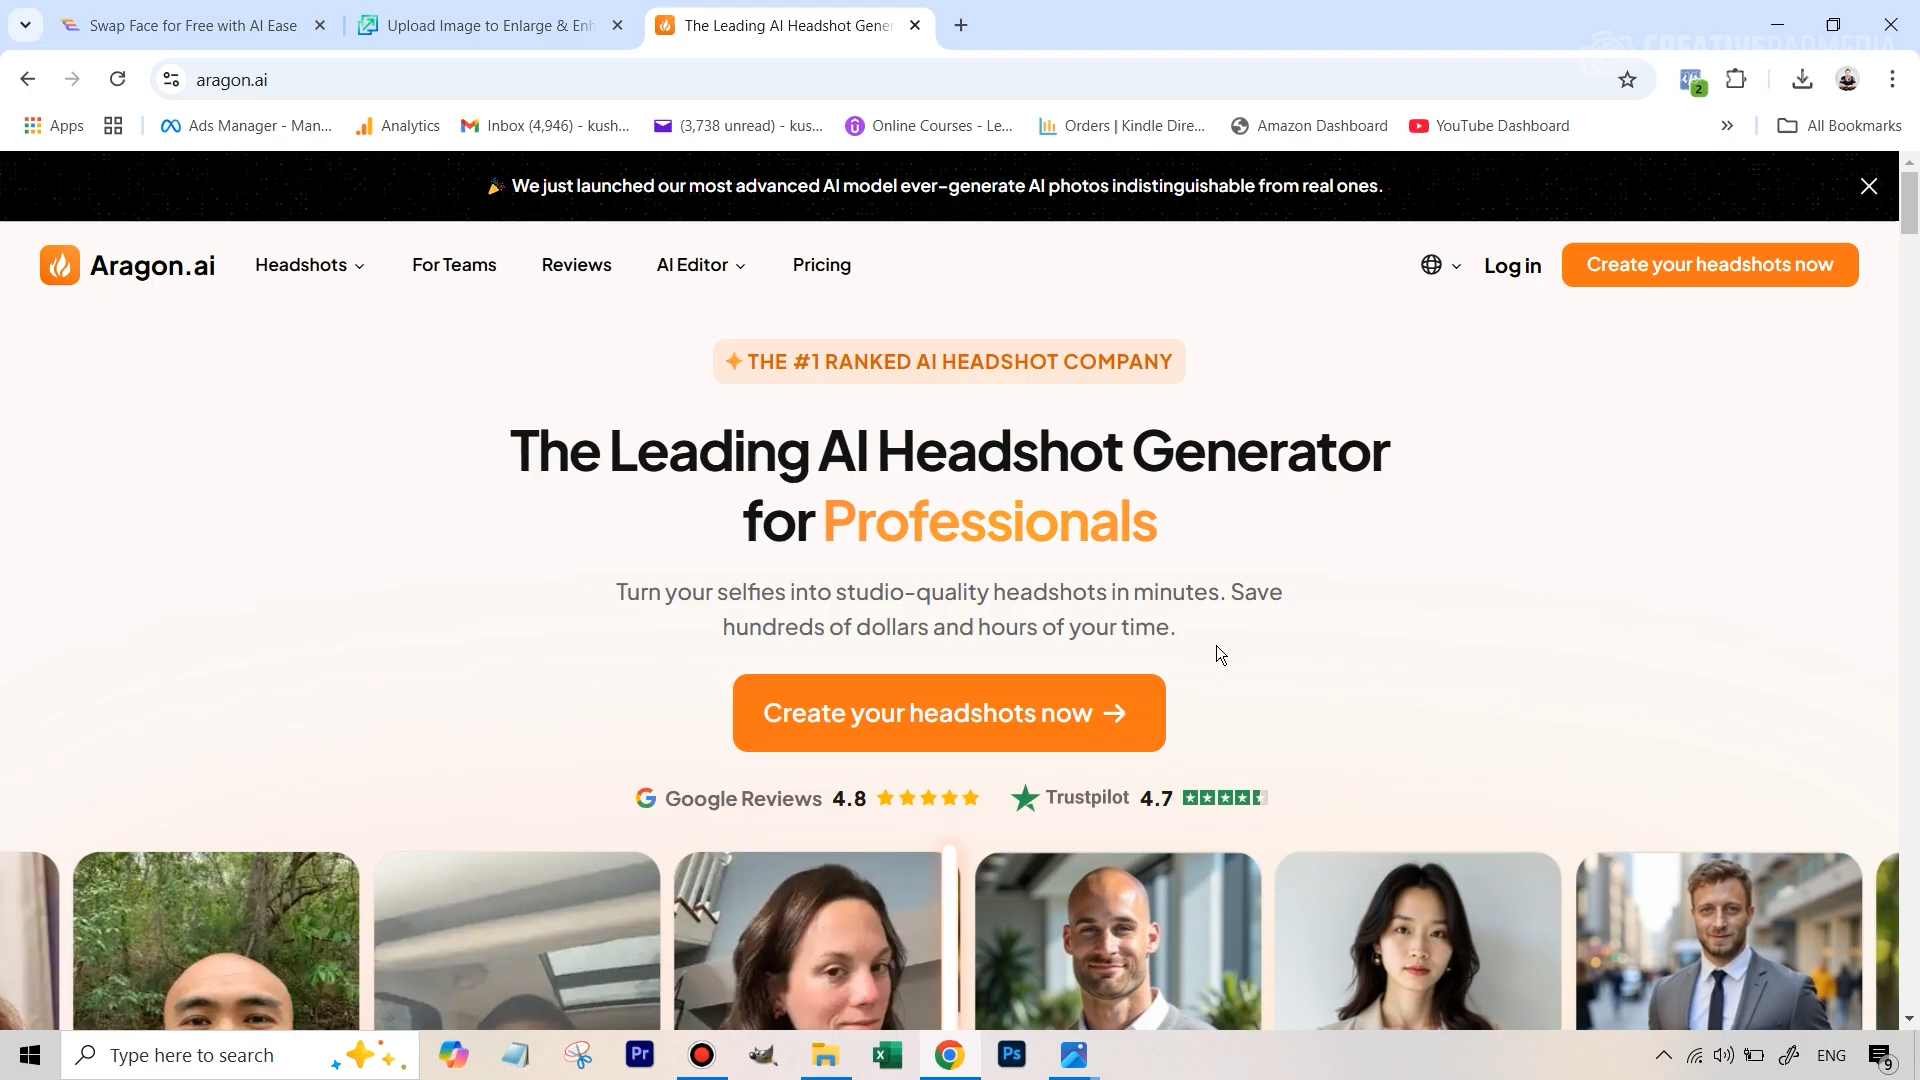 Swap Face for Free with AI Ease
Upload Image to Enlarge & Enh
The Leading AI Headshot Gener
CREATIVEPADMEDIA
aragon.ai
2
Apps
Ads Manager - Man...
Analytics
Inbox (4,946) - kush...
(3,738 unread) - kus...
Online Courses - Le...
Orders | Kindle Dire...
Amazon Dashboard
YouTube Dashboard
All Bookmarks
We just launched our most advanced AI model ever-generate AI photos indistinguishable from real ones.
Aragon.ai
Headshots
For Teams
Reviews
AI Editor
Pricing
Log in
Create your headshots now
THE #1 RANKED AI HEADSHOT COMPANY
The Leading AI Headshot Generator
for Professionals
Turn your selfies into studio-quality headshots in minutes. Save
hundreds of dollars and hours of your time.
Create your headshots now →
Google Reviews 4.8
Trustpilot 4.7
Type here to search
Pr
Ps
ENG
9